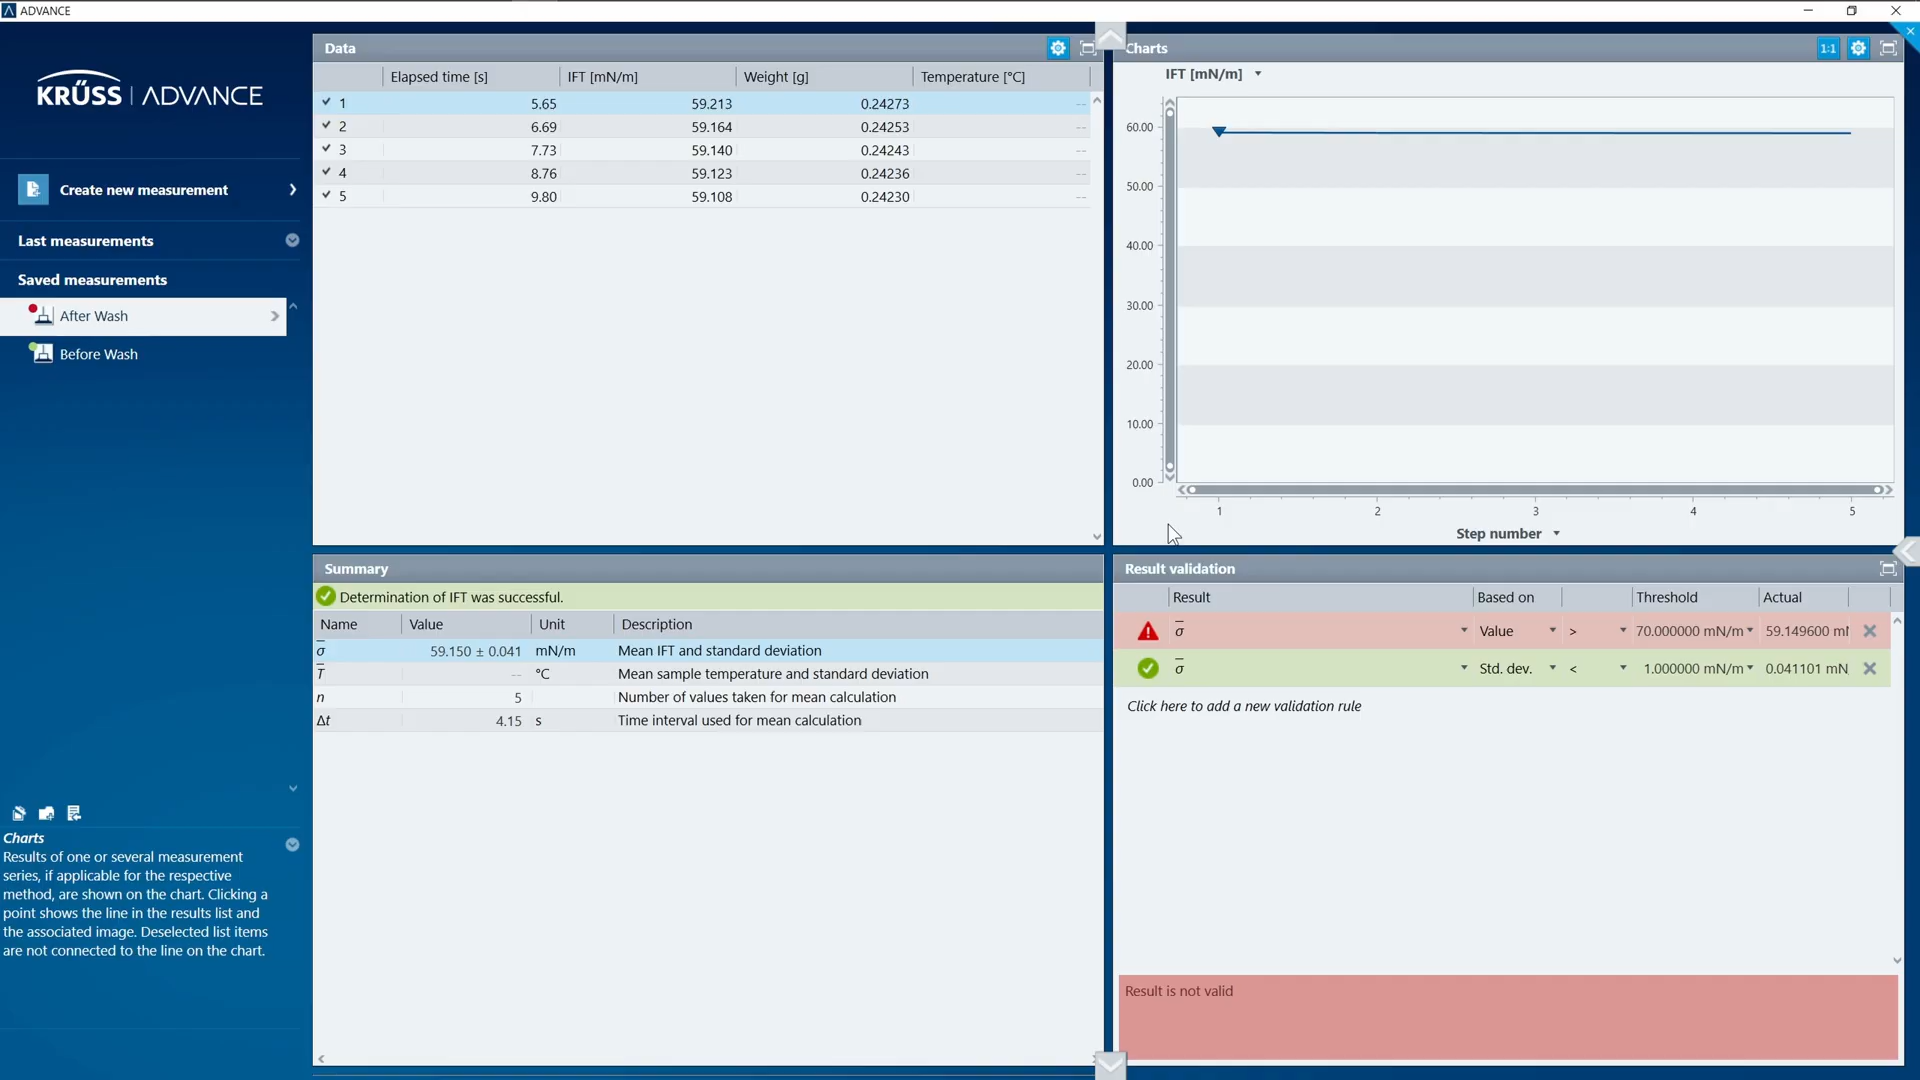 ADVANCE
KRÜSS | ADVANCE
Create new measurement
Last measurements
Saved measurements
After Wash
Before Wash
Charts
Results of one or several measurement
series, if applicable for the respective
method, are shown on the chart. Clicking a
point shows the line in the results list and
the associated image. Deselected list items
are not connected to the line on the chart.
Data
Elapsed time [s] IFT [mN/m] Weight [g] Temperature [°C]
1 5.65 59.213 0.24273 --
2 6.69 59.164 0.24253 --
3 7.73 59.140 0.24243 --
4 8.76 59.123 0.24236 --
5 9.80 59.108 0.24230 --
Charts
1:1
IFT [mN/m]
60.00
50.00
40.00
30.00
20.00
10.00
0.00
1 2 3 4 5
Step number
Summary
Determination of IFT was successful.
Name Value Unit Description
σ̅ 59.150 ± 0.041 mN/m Mean IFT and standard deviation
T̅ -- °C Mean sample temperature and standard deviation
n 5 Number of values taken for mean calculation
Δt 4.15 s Time interval used for mean calculation
Result validation
Result Based on Threshold Actual
σ̅ Value > 70.000000 mN/m 59.149600
σ̅ Std. dev. < 1.000000 mN/m 0.041101 mN
Click here to add a new validation rule
Result is not valid